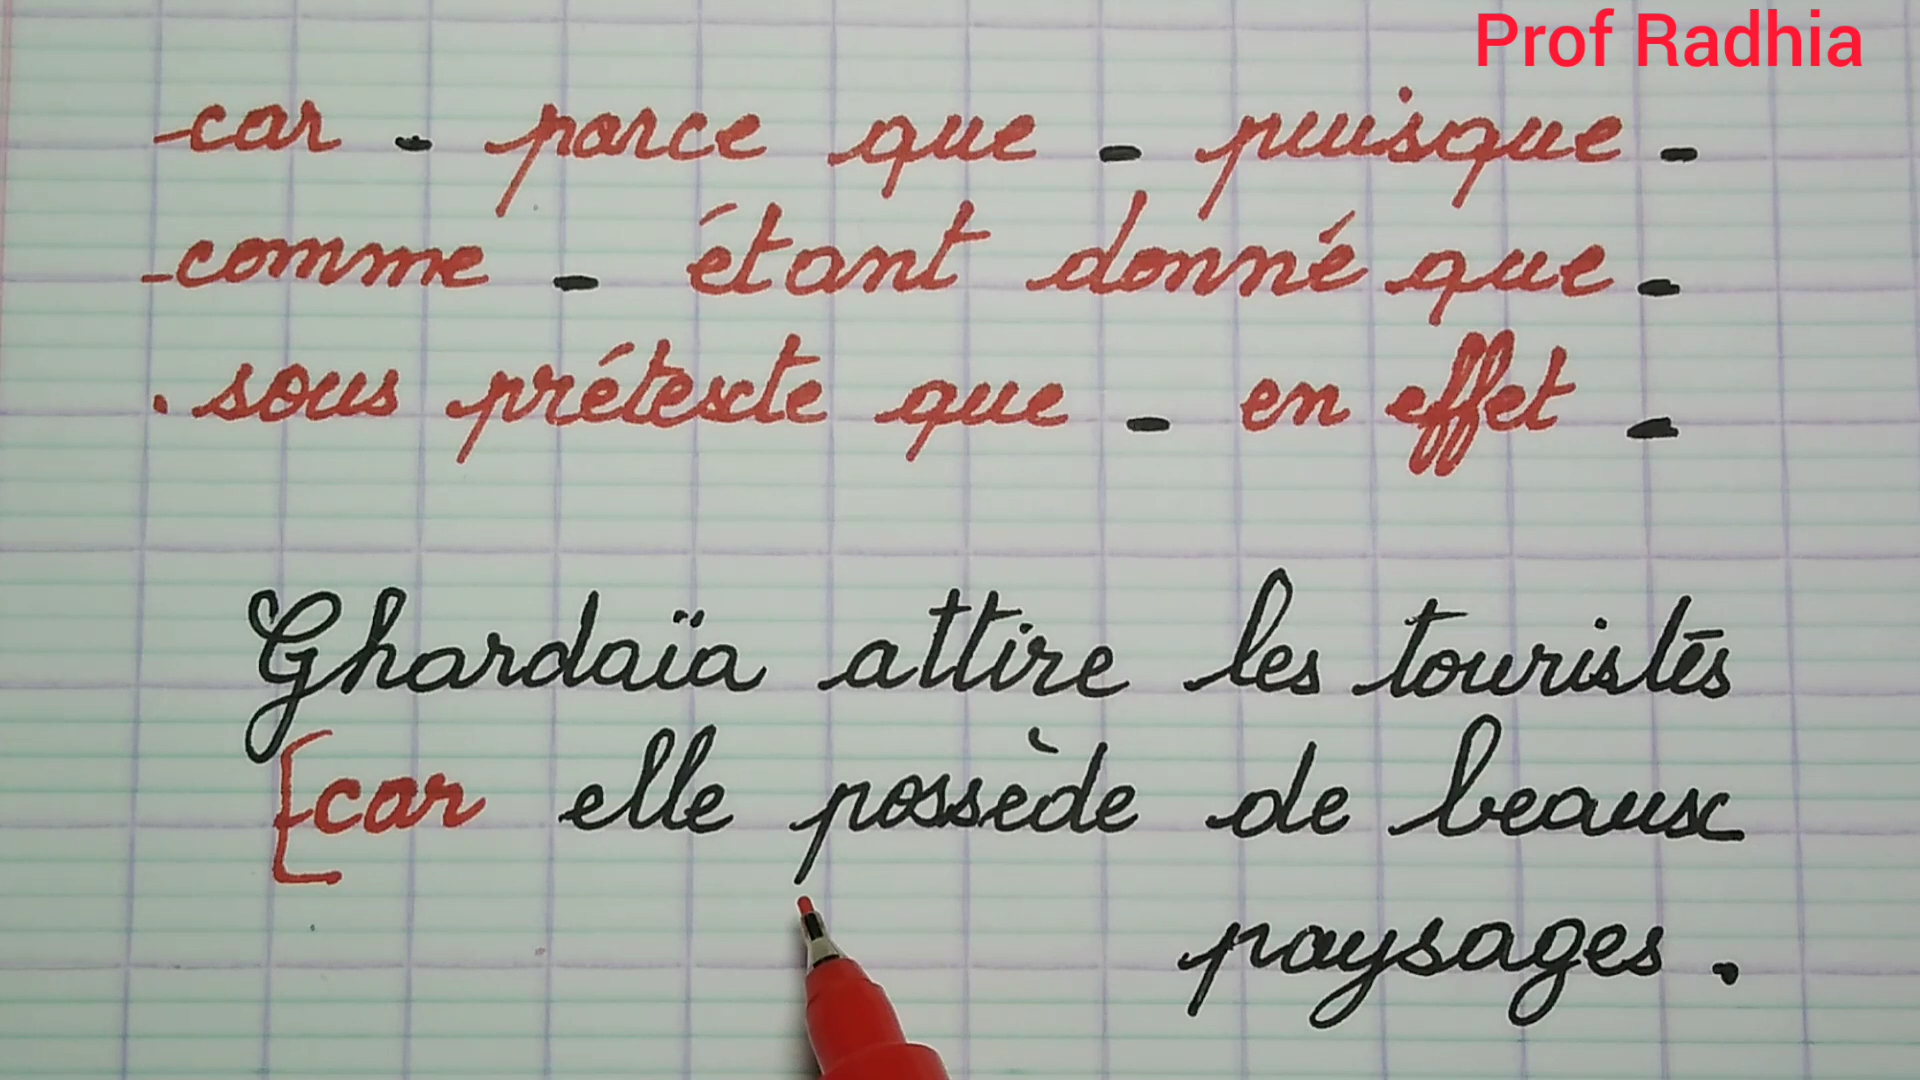 Prof Radhia
car - parce que - puisque -
comme - étant donné que -
. sous prétexte que - en effet -
Ghardaïa attire les touristes
[car elle possède de beaux
paysages.